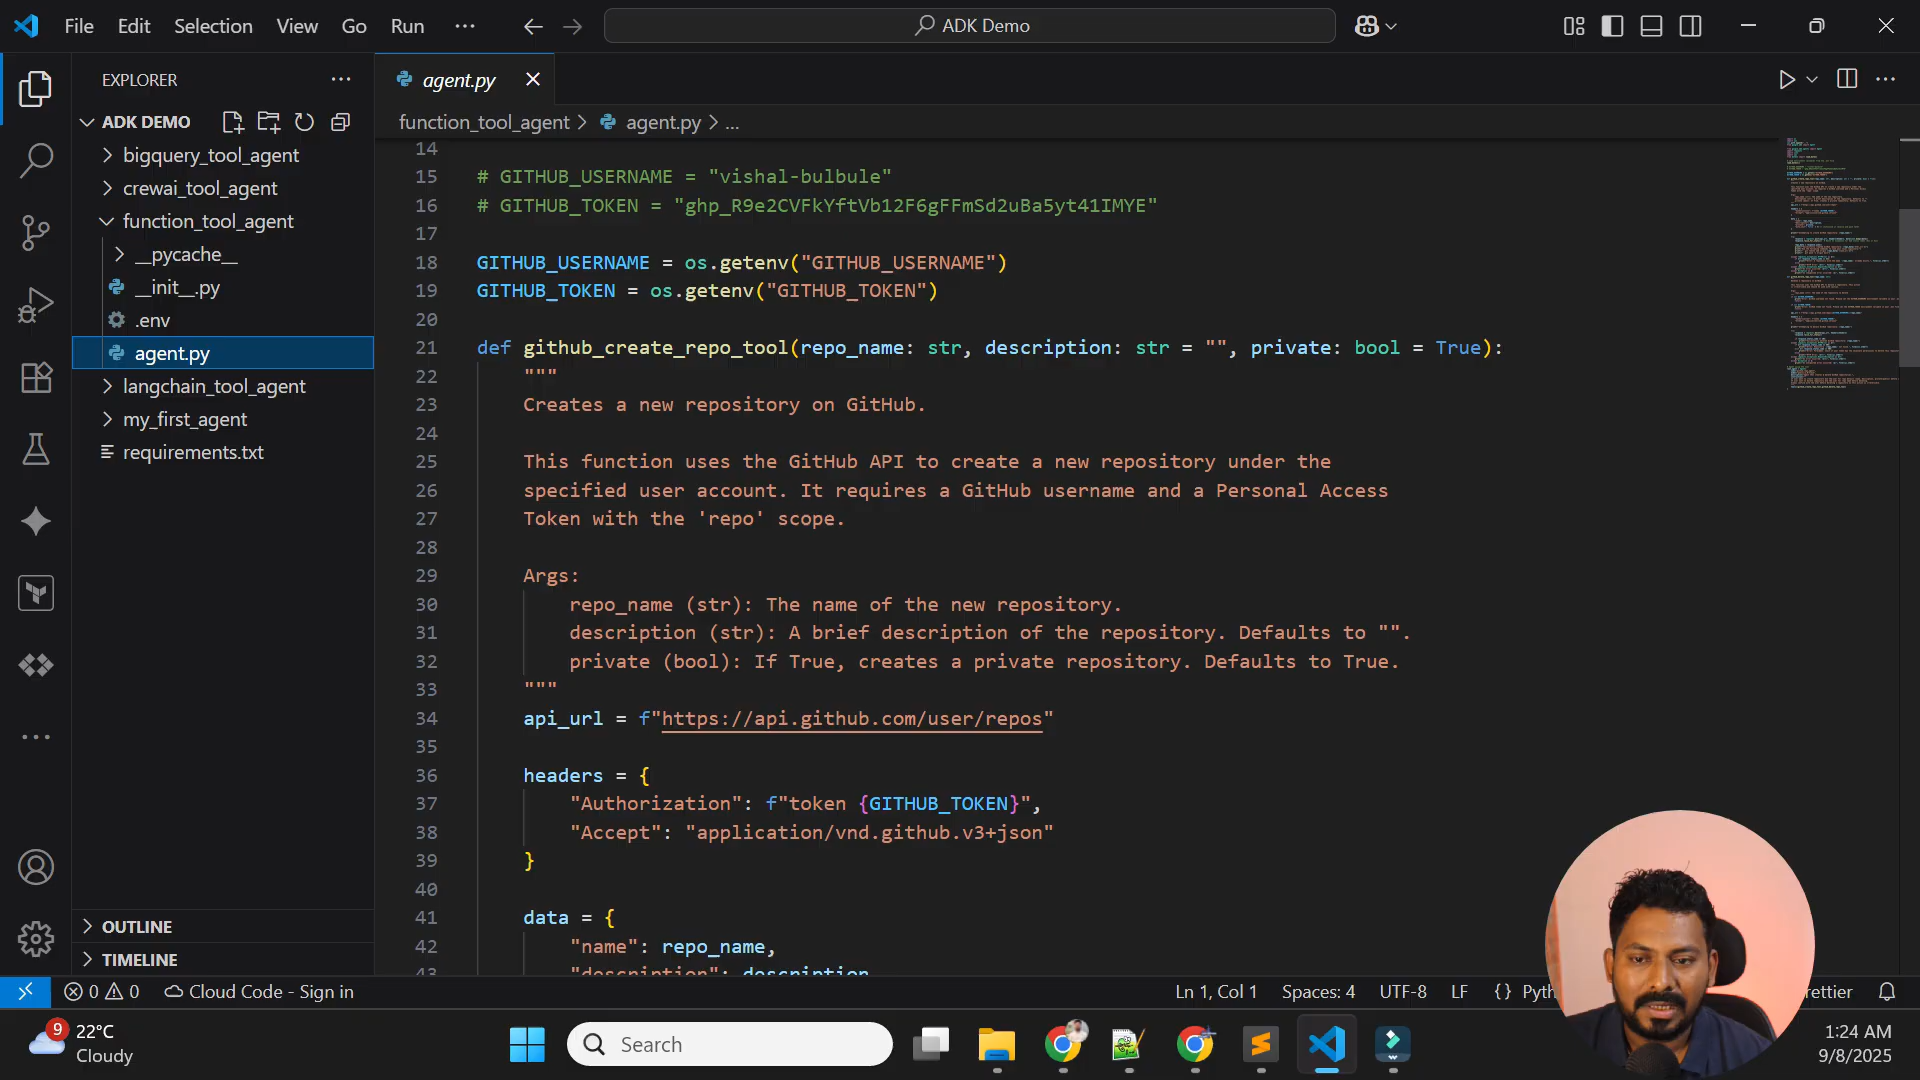 File Edit Selection View Go Run ... ADK Demo
EXPLORER
ADK DEMO
bigquery_tool_agent
crewai_tool_agent
function_tool_agent
__pycache__
__init__.py
.env
agent.py
langchain_tool_agent
my_first_agent
requirements.txt
OUTLINE
TIMELINE
agent.py
function_tool_agent > agent.py > ...
14
15 # GITHUB_USERNAME = "vishal-bulbule"
16 # GITHUB_TOKEN = "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"
17
18 GITHUB_USERNAME = os.getenv("GITHUB_USERNAME")
19 GITHUB_TOKEN = os.getenv("GITHUB_TOKEN")
20
21 def github_create_repo_tool(repo_name: str, description: str = "", private: bool = True):
22 """
23 Creates a new repository on GitHub.
24
25 This function uses the GitHub API to create a new repository under the
26 specified user account. It requires a GitHub username and a Personal Access
27 Token with the 'repo' scope.
28
29 Args:
30 repo_name (str): The name of the new repository.
31 description (str): A brief description of the repository. Defaults to "".
32 private (bool): If True, creates a private repository. Defaults to True.
33 """
34 api_url = f"https://api.github.com/user/repos"
35
36 headers = {
37 "Authorization": f"token {GITHUB_TOKEN}",
38 "Accept": "application/vnd.github.v3+json"
39 }
40
41 data = {
42 "name": repo_name,
43 "description": description
0 0 Cloud Code - Sign in Ln 1, Col 1 Spaces: 4 UTF-8 LF {}
9 22°C
Cloudy
Search
1:24 AM
9/8/2025